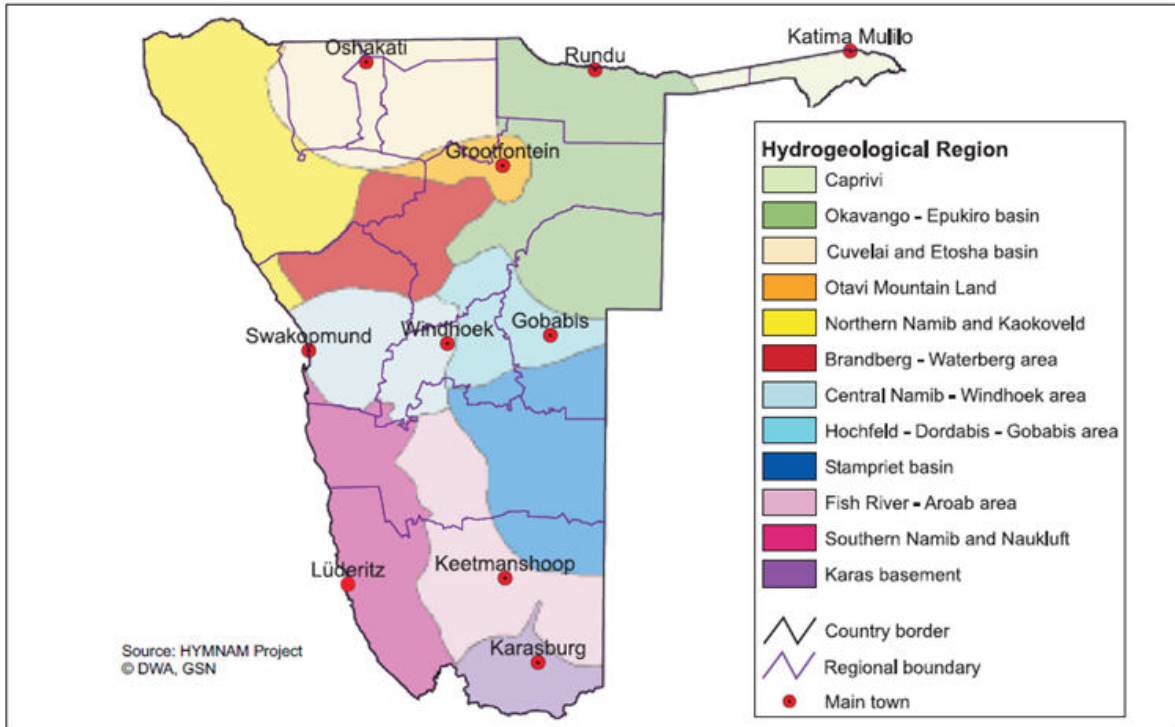 Oshakati
Rundu
Katima Mulilo
Grootfontein
Swakopmund
Windhoek
Gobabis
Lüderitz
Keetmanshoop
Karasburg
Source: HYMNAM Project
© DWA, GSN
Hydrogeological Region
Caprivi
Okavango - Epukiro basin
Cuvelai and Etosha basin
Otavi Mountain Land
Northern Namib and Kaokoveld
Brandberg - Waterberg area
Central Namib - Windhoek area
Hochfeld - Dordabis - Gobabis area
Stampriet basin
Fish River - Aroab area
Southern Namib and Naukluft
Karas basement
Country border
Regional boundary
Main town